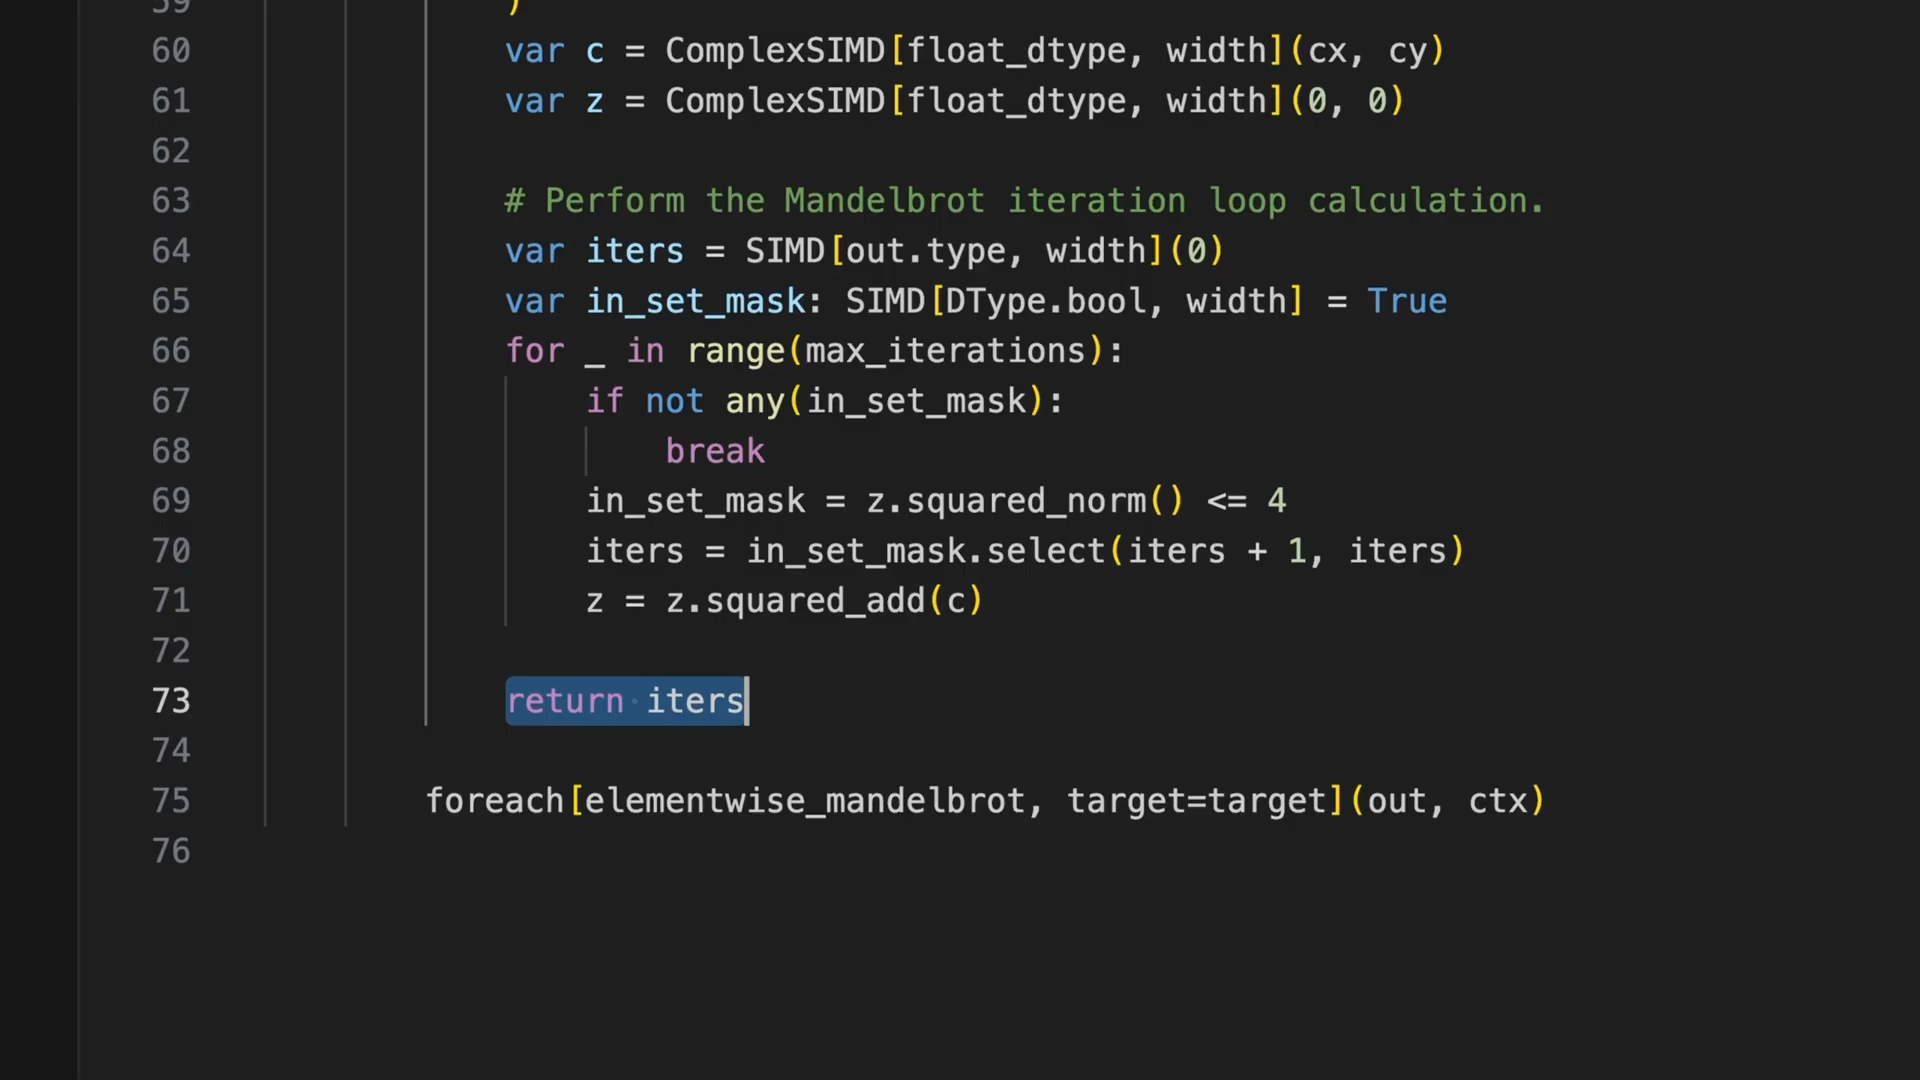 59 )
60 var c = ComplexSIMD[float_dtype, width](cx, cy)
61 var z = ComplexSIMD[float_dtype, width](0, 0)
62
63 # Perform the Mandelbrot iteration loop calculation.
64 var iters = SIMD[out.type, width](0)
65 var in_set_mask: SIMD[DType.bool, width] = True
66 for _ in range(max_iterations):
67 if not any(in_set_mask):
68 break
69 in_set_mask = z.squared_norm() <= 4
70 iters = in_set_mask.select(iters + 1, iters)
71 z = z.squared_add(c)
72
73 return iters
74
75 foreach[elementwise_mandelbrot, target=target](out, ctx)
76